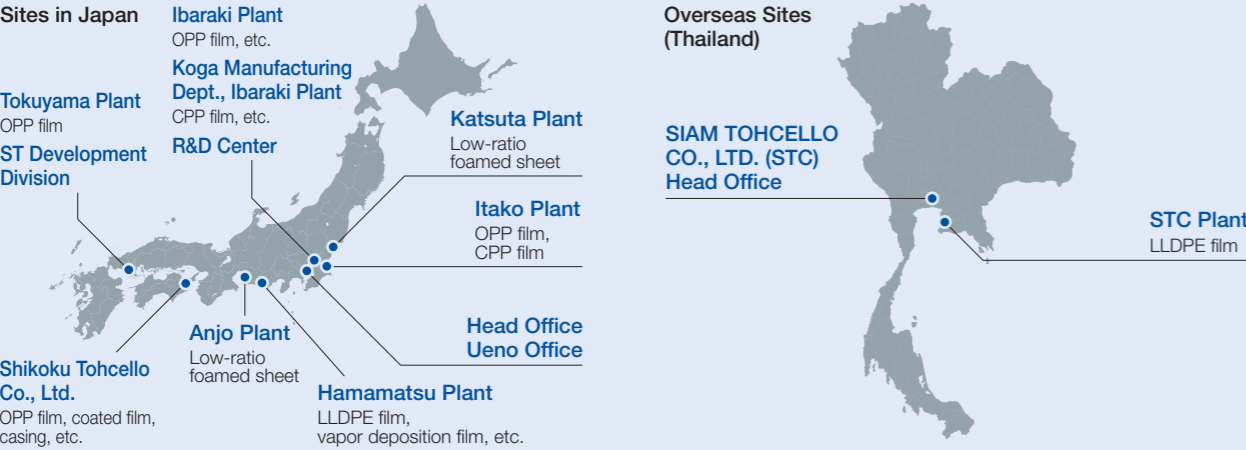 Sites in Japan
Ibaraki Plant
OPP film, etc.
Koga Manufacturing
Dept., Ibaraki Plant
CPP film, etc.
R&D Center
Tokuyama Plant
OPP film
ST Development
Division
Katsuta Plant
Low-ratio
foamed sheet
Itako Plant
OPP film,
CPP film
Head Office
Ueno Office
Anjo Plant
Low-ratio
foamed sheet
Hamamatsu Plant
LLDPE film,
vapor deposition film, etc.
Shikoku Tohcello
Co., Ltd.
OPP film, coated film,
casing, etc.
Overseas Sites
(Thailand)
SIAM TOHCELLO
CO., LTD. (STC)
Head Office
STC Plant
LLDPE film